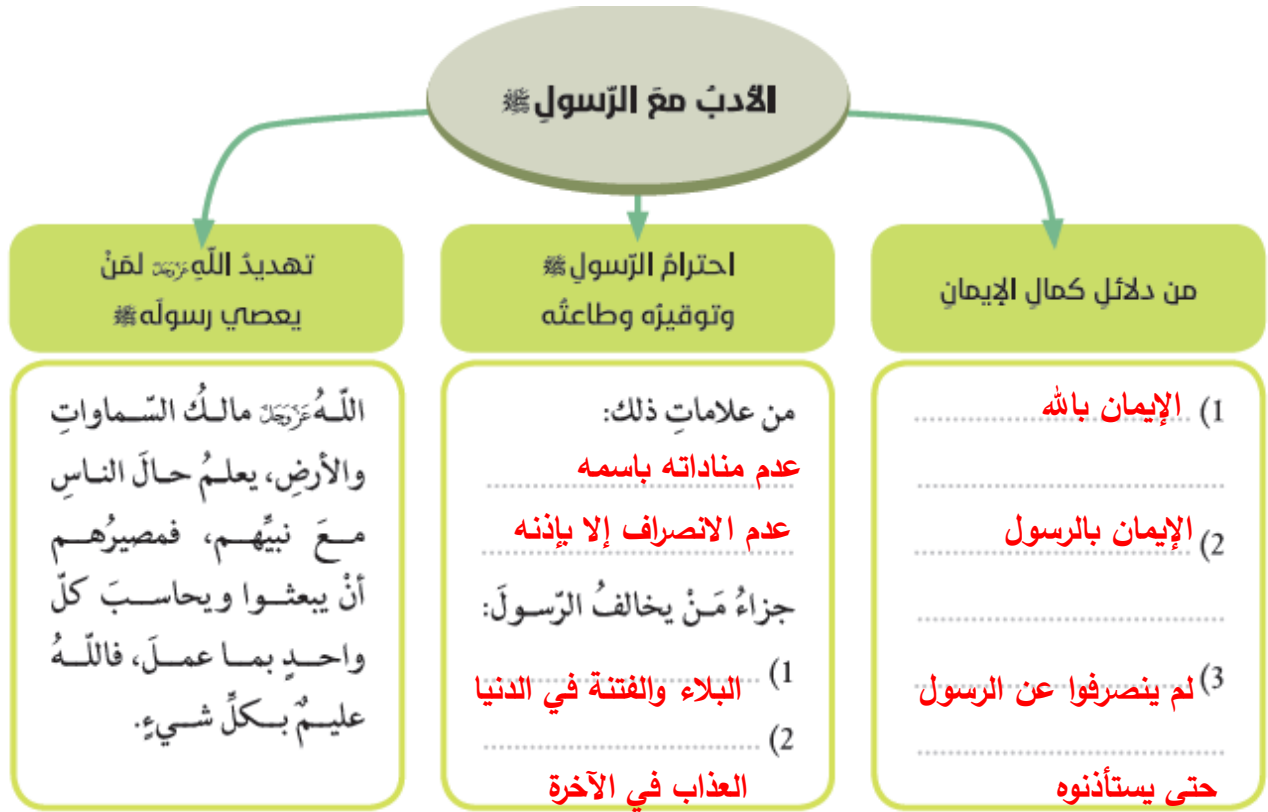 الأدبُ معَ الرّسولِ ﷺ
من دلائلِ كمالِ الإيمانِ
1) الإيمان بالله
2) الإيمان بالرسول
3) لم ينصرفوا عن الرسول
حتى يستأذنوه
احترامُ الرّسولِ ﷺ
وتوقيرُه وطاعتُه
من علاماتِ ذلك:
عدم مناداته باسمه
عدم الانصراف إلا بإذنه
جزاءُ مَنْ يخالفُ الرّسولَ:
1) البلاء والفتنة في الدنيا
2)
العذاب في الآخرة
تهديدُ اللّهِ عَزَّوَجَلَّ لمَنْ
يعصي رسولَه ﷺ
اللّهُ عَزَّوَجَلَّ مالكُ السّماواتِ
والأرضِ، يعلمُ حالَ الناسِ
معَ نبيِّهم، فمصيرُهم
أنْ يبعثوا ويحاسبَ كلّ
واحدٍ بما عملَ، فاللّهُ
عليمٌ بكلِّ شيءٍ.